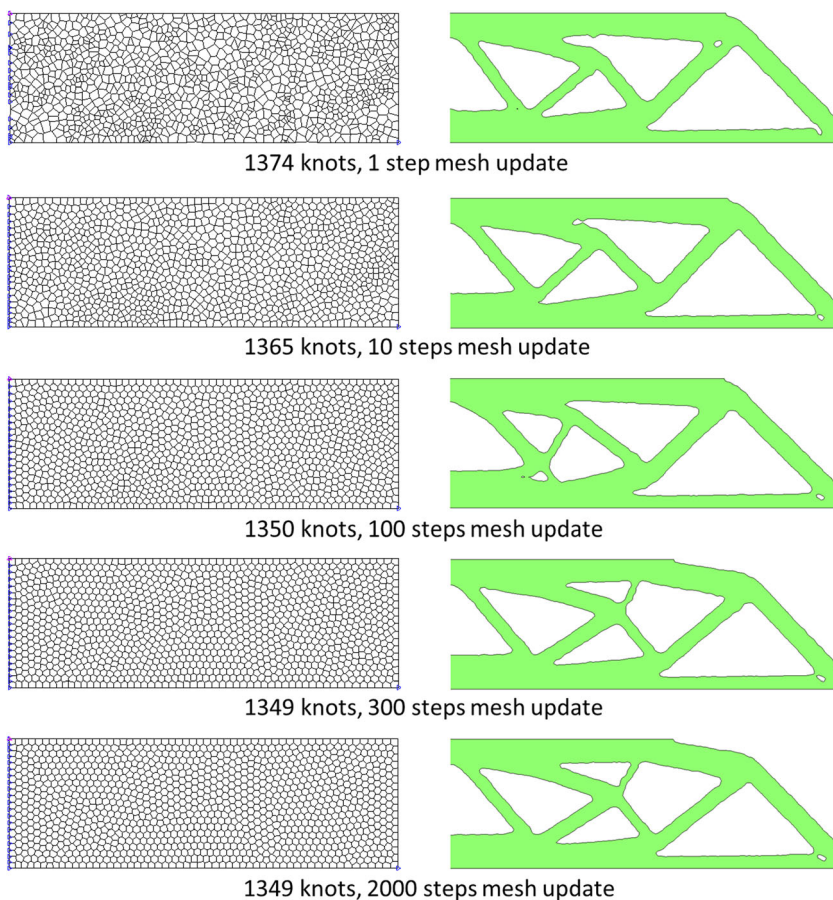 1374 knots, 1 step mesh update
1365 knots, 10 steps mesh update
1350 knots, 100 steps mesh update
1349 knots, 300 steps mesh update
1349 knots, 2000 steps mesh update